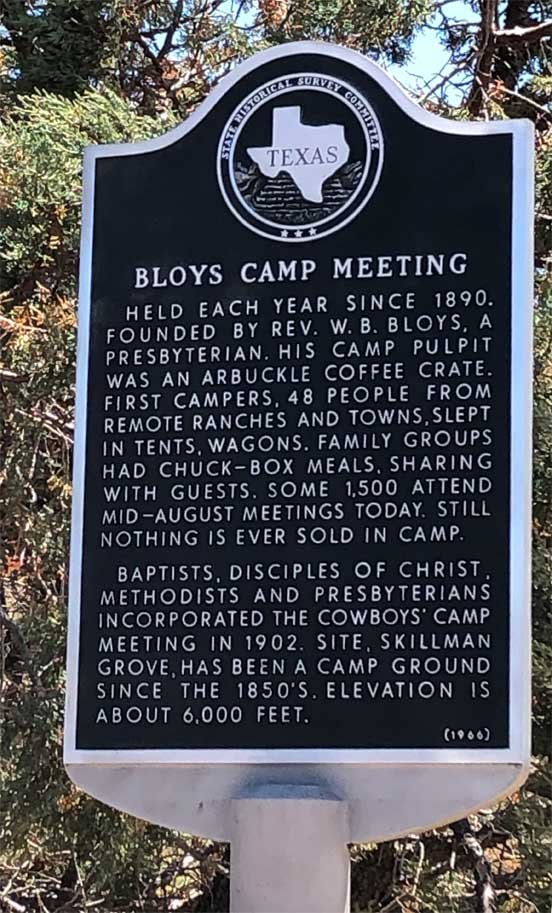 STATE HISTORICAL SURVEY COMMITTEE
TEXAS
BLOYS CAMP MEETING
HELD EACH YEAR SINCE 1890.
FOUNDED BY REV. W. B. BLOYS, A
PRESBYTERIAN. HIS CAMP PULPIT
WAS AN ARBUCKLE COFFEE CRATE.
FIRST CAMPERS, 48 PEOPLE FROM
REMOTE RANCHES AND TOWNS, SLEPT
IN TENTS, WAGONS. FAMILY GROUPS
HAD CHUCK-BOX MEALS, SHARING
WITH GUESTS. SOME 1,500 ATTEND
MID-AUGUST MEETINGS TODAY. STILL
NOTHING IS EVER SOLD IN CAMP.
BAPTISTS, DISCIPLES OF CHRIST,
METHODISTS AND PRESBYTERIANS
INCORPORATED THE COWBOYS' CAMP
MEETING IN 1902. SITE, SKILLMAN
GROVE, HAS BEEN A CAMP GROUND
SINCE THE 1850'S. ELEVATION IS
ABOUT 6,000 FEET.
(1966)